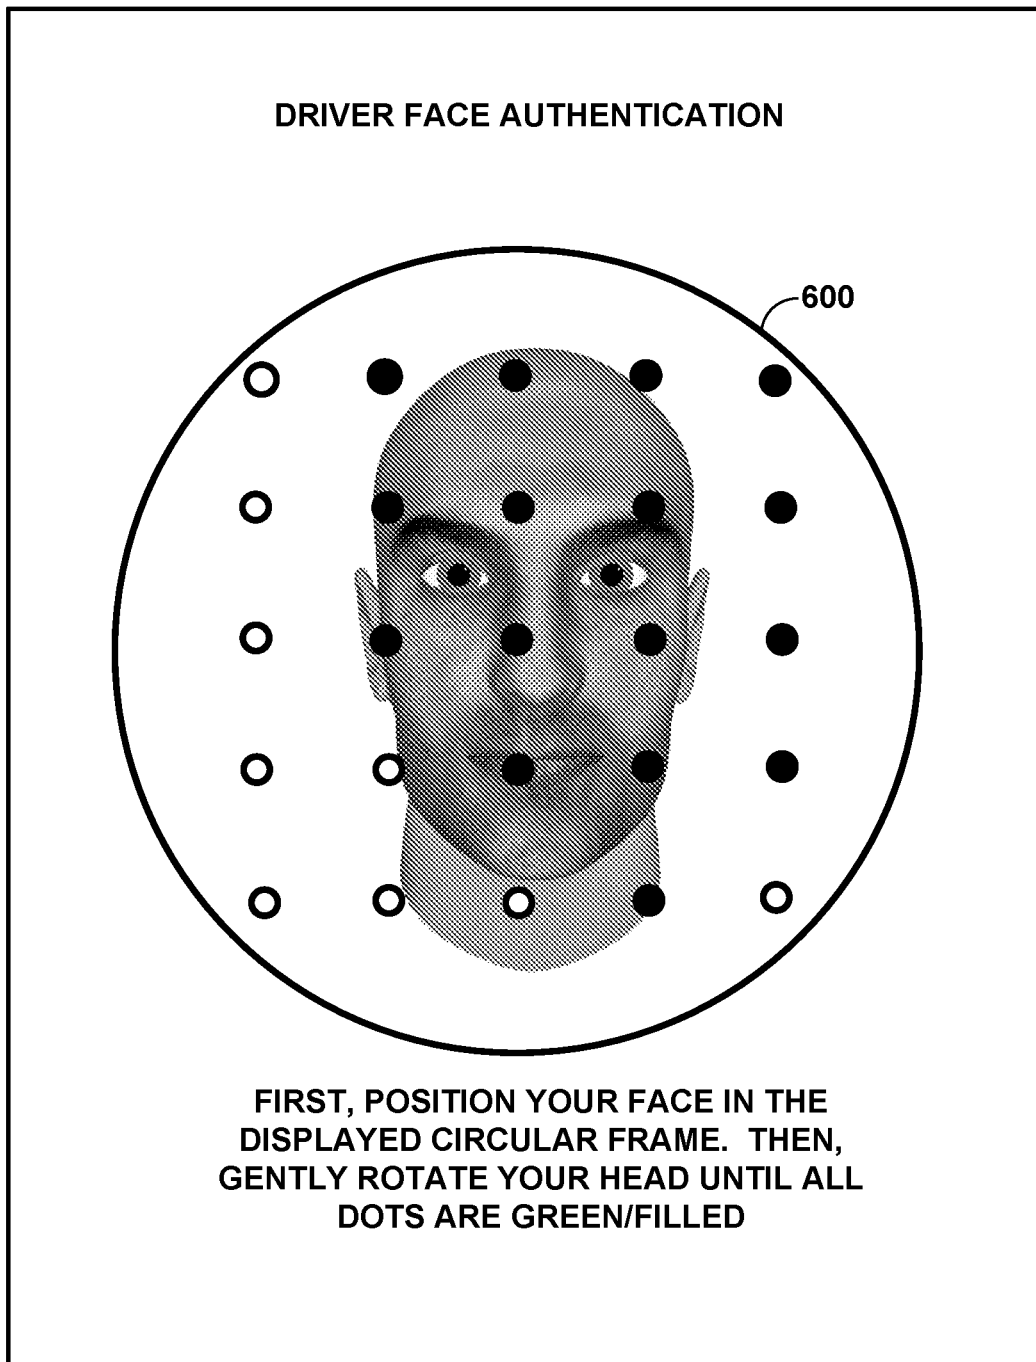 DRIVER FACE AUTHENTICATION
600
FIRST, POSITION YOUR FACE IN THE
DISPLAYED CIRCULAR FRAME. THEN,
GENTLY ROTATE YOUR HEAD UNTIL ALL
DOTS ARE GREEN/FILLED